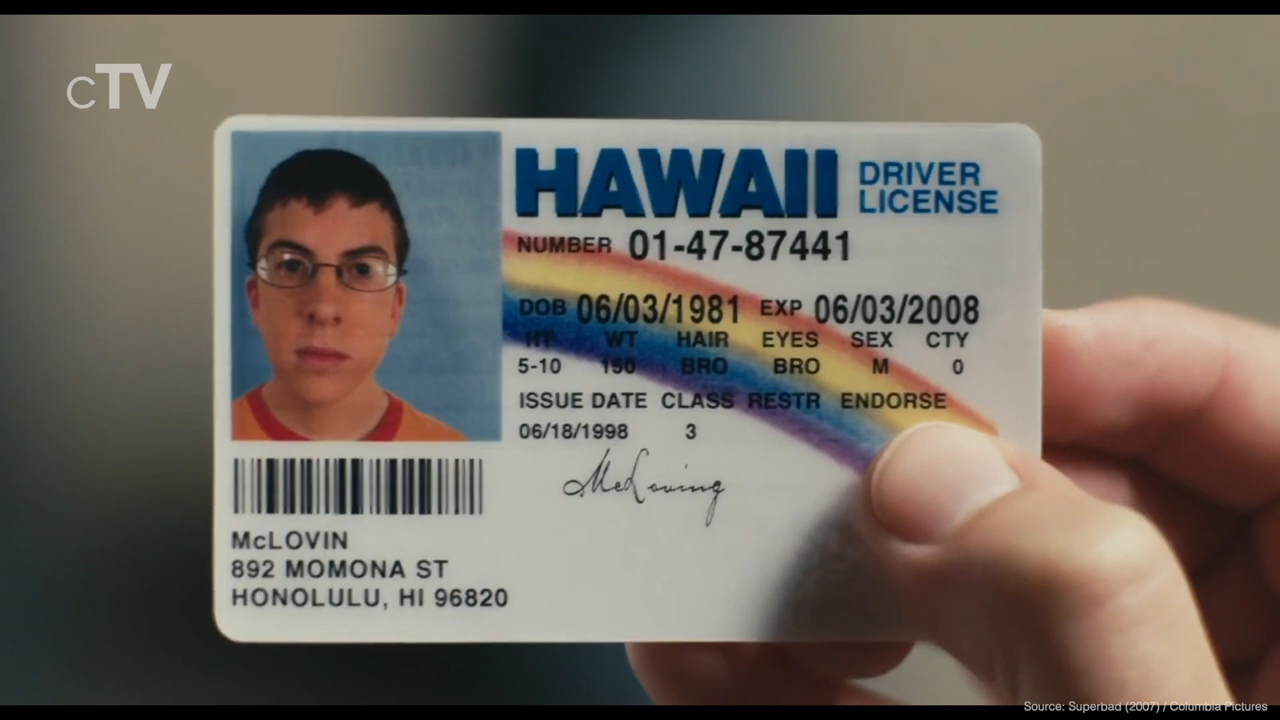 cTV
HAWAII DRIVER LICENSE
NUMBER 01-47-87441
DOB 06/03/1981 EXP 06/03/2008
HT WT HAIR EYES SEX CTY
5-10 150 BRO BRO M 0
ISSUE DATE CLASS RESTR ENDORSE
06/18/1998 3
McLoving
McLOVIN
892 MOMONA ST
HONOLULU, HI 96820
Source: Superbad (2007) / Columbia Pictures